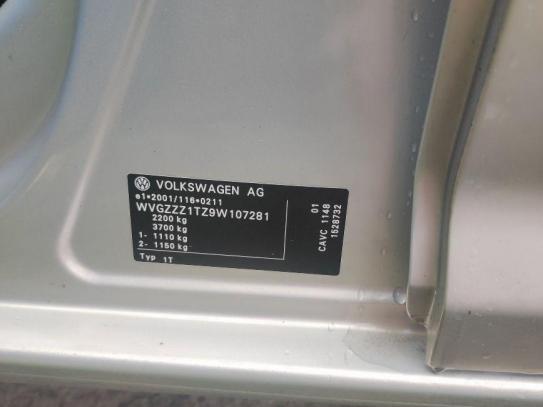 VOLKSWAGEN AG
e1*2001/116*0211
WVGZZZ1TZ9W107281
2200 kg
3700 kg
1- 1110 kg
2- 1150 kg
Typ 1T
01
CAVC 1148
1528732